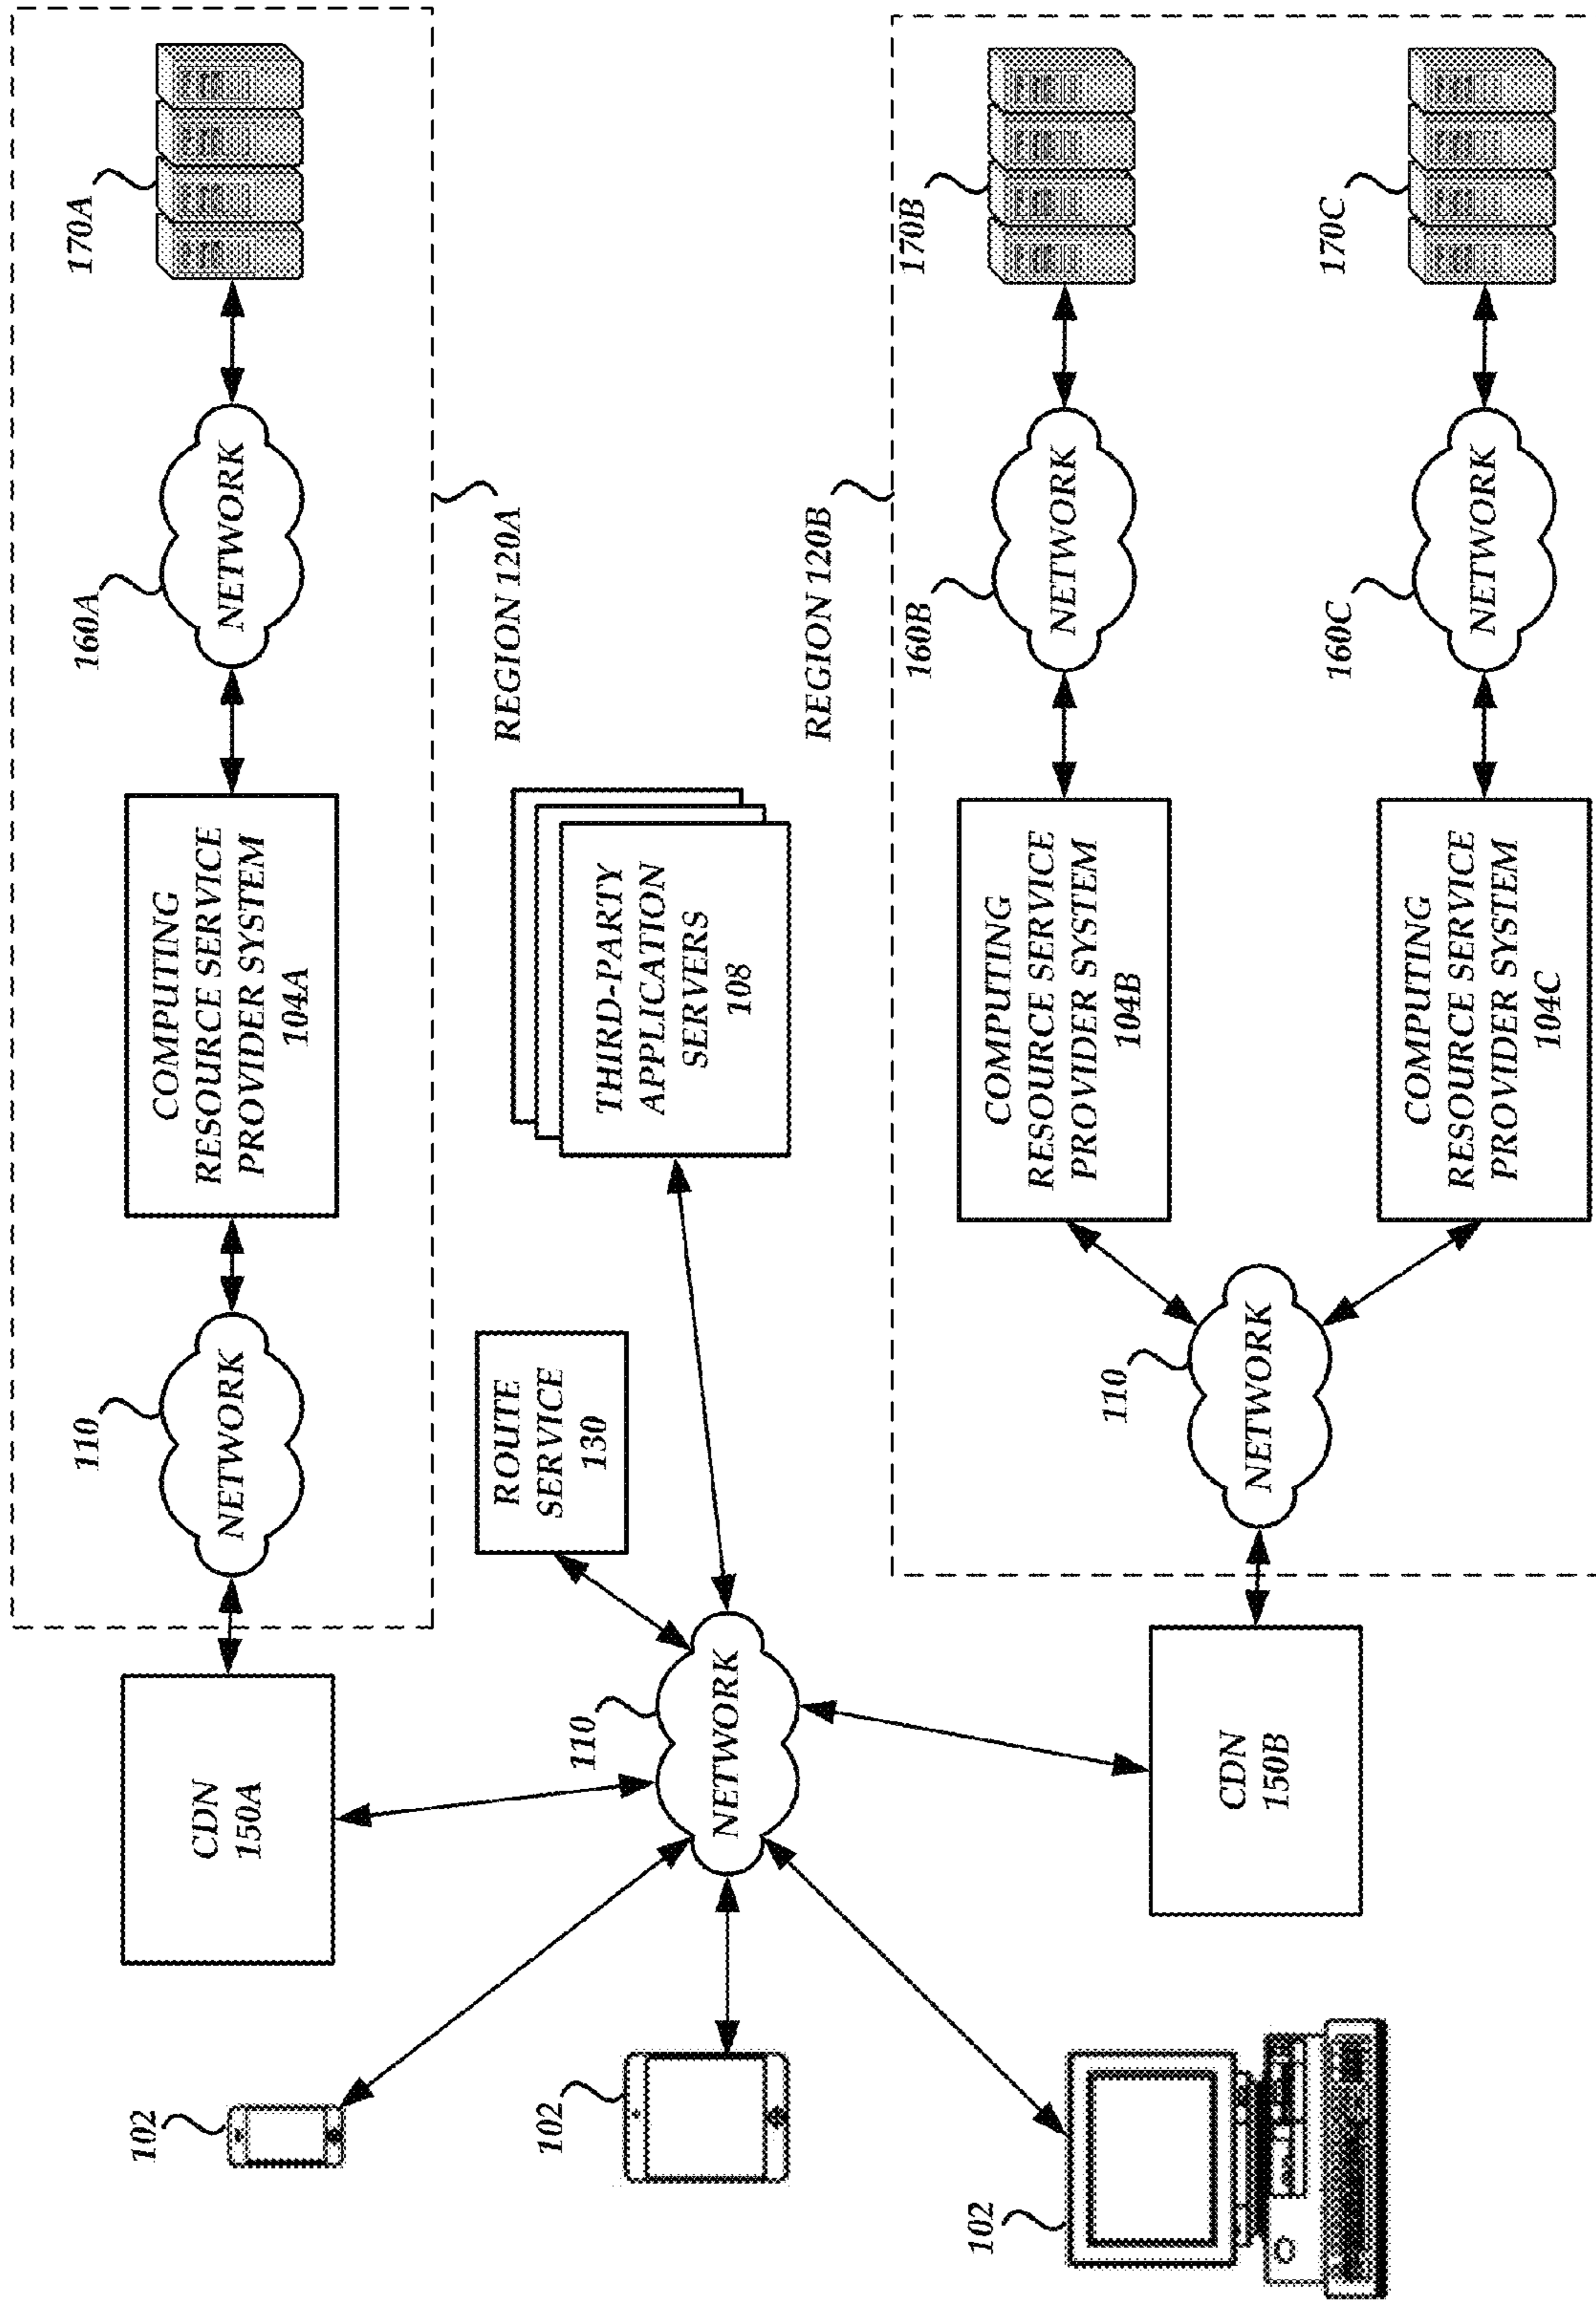 102
102
102
CDN
150A
110
NETWORK
CDN
150B
110
NETWORK
ROUTE
SERVICE
130
THIRD-PARTY
APPLICATION
SERVERS
108
110
NETWORK
COMPUTING
RESOURCE SERVICE
PROVIDER SYSTEM
104A
160A
NETWORK
170A
REGION 120A
REGION 120B
COMPUTING
RESOURCE SERVICE
PROVIDER SYSTEM
104B
160B
NETWORK
170B
COMPUTING
RESOURCE SERVICE
PROVIDER SYSTEM
104C
160C
NETWORK
170C